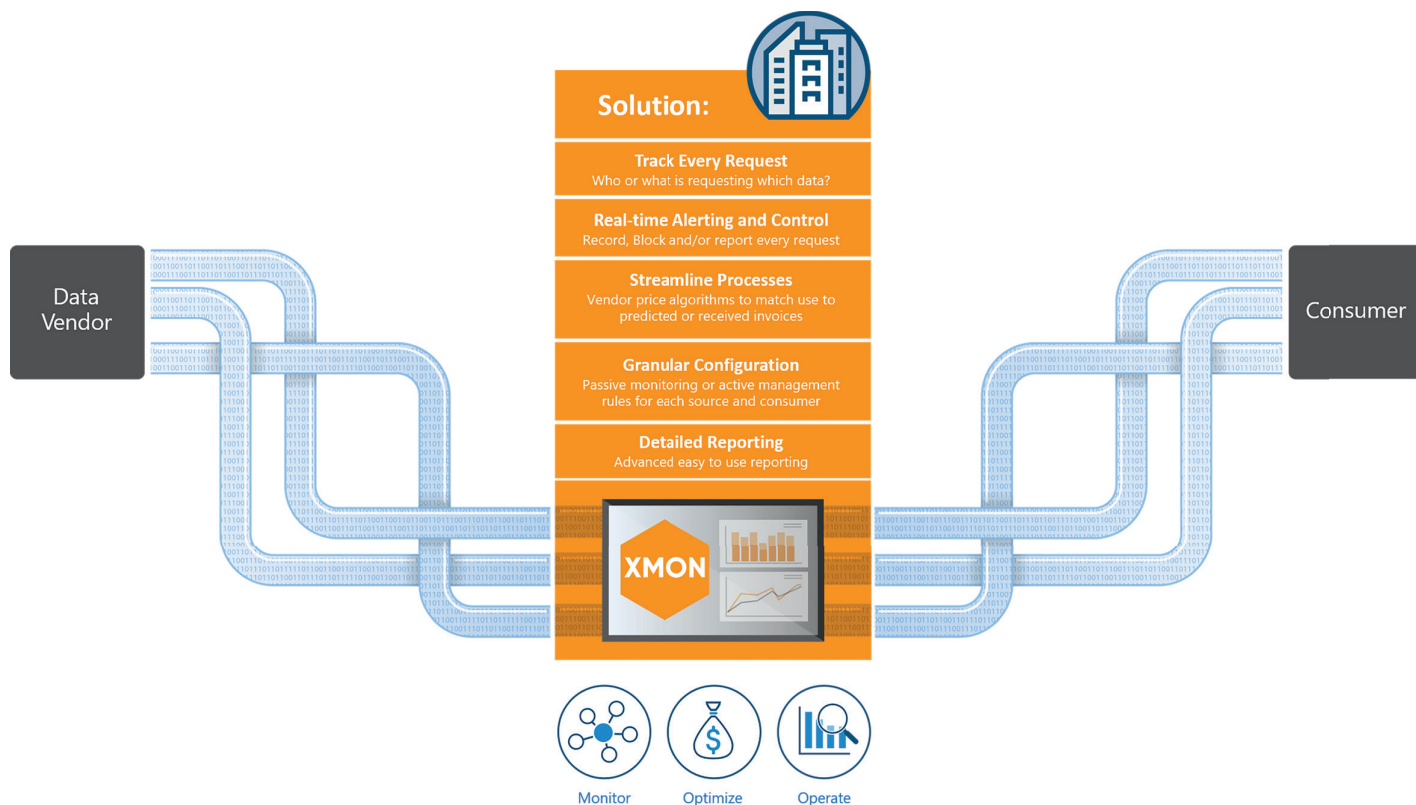 Solution:
Track Every Request
Who or what is requesting which data?
Real-time Alerting and Control
Record, Block and/or report every request
Streamline Processes
Vendor price algorithms to match use to
predicted or received invoices
Granular Configuration
Passive monitoring or active management
rules for each source and consumer
Detailed Reporting
Advanced easy to use reporting
Data
Vendor
Consumer
XMON
$
Monitor
Optimize
Operate